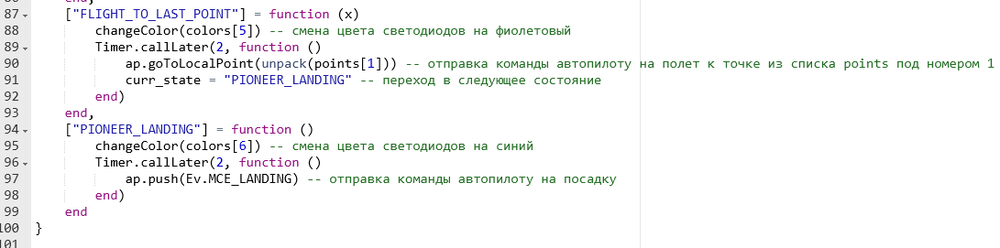 86 end,
87 ["FLIGHT_TO_LAST_POINT"] = function (x)
88 changeColor(colors[5]) -- смена цвета светодиодов на фиолетовый
89 Timer.callLater(2, function ()
90 ap.goToLocalPoint(unpack(points[1])) -- отправка команды автопилоту на полет к точке из списка points под номером 1
91 curr_state = "PIONEER_LANDING" -- переход в следующее состояние
92 end)
93 end,
94 ["PIONEER_LANDING"] = function ()
95 changeColor(colors[6]) -- смена цвета светодиодов на синий
96 Timer.callLater(2, function ()
97 ap.push(Ev.MCE_LANDING) -- отправка команды автопилоту на посадку
98 end)
99 end
100 }
101